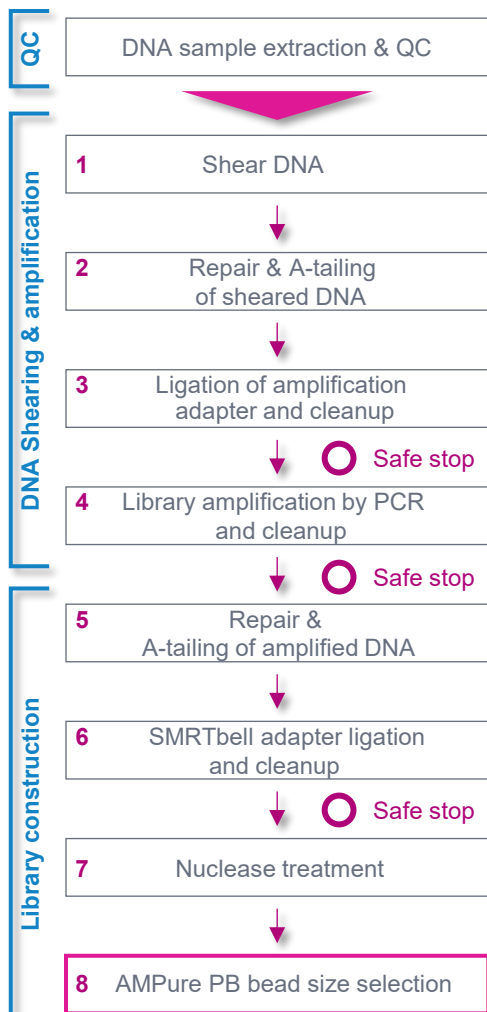 QC
DNA sample extraction & QC
DNA Shearing & amplification
1 Shear DNA
2 Repair & A-tailing
of sheared DNA
3 Ligation of amplification
adapter and cleanup
Safe stop
4 Library amplification by PCR
and cleanup
Safe stop
Library construction
5 Repair &
A-tailing of amplified DNA
6 SMRTbell adapter ligation
and cleanup
Safe stop
7 Nuclease treatment
8 AMPure PB bead size selection